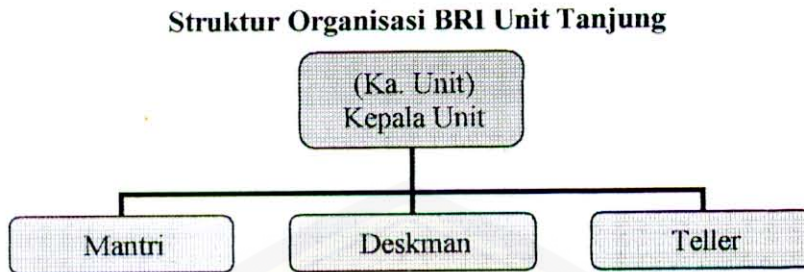 Struktur Organisasi BRI Unit Tanjung
(Ka. Unit)
Kepala Unit
Mantri
Deskman
Teller